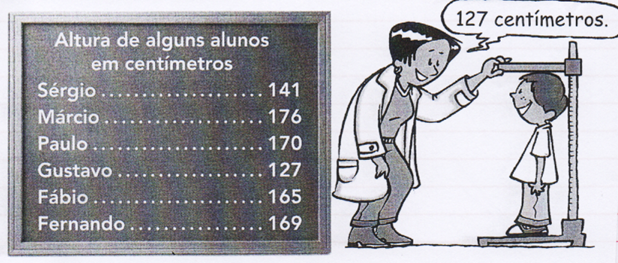 Altura de alguns alunos
em centímetros
Sérgio .................... 141
Márcio .................... 176
Paulo ..................... 170
Gustavo .................. 127
Fábio ..................... 165
Fernando ................ 169
127 centímetros.